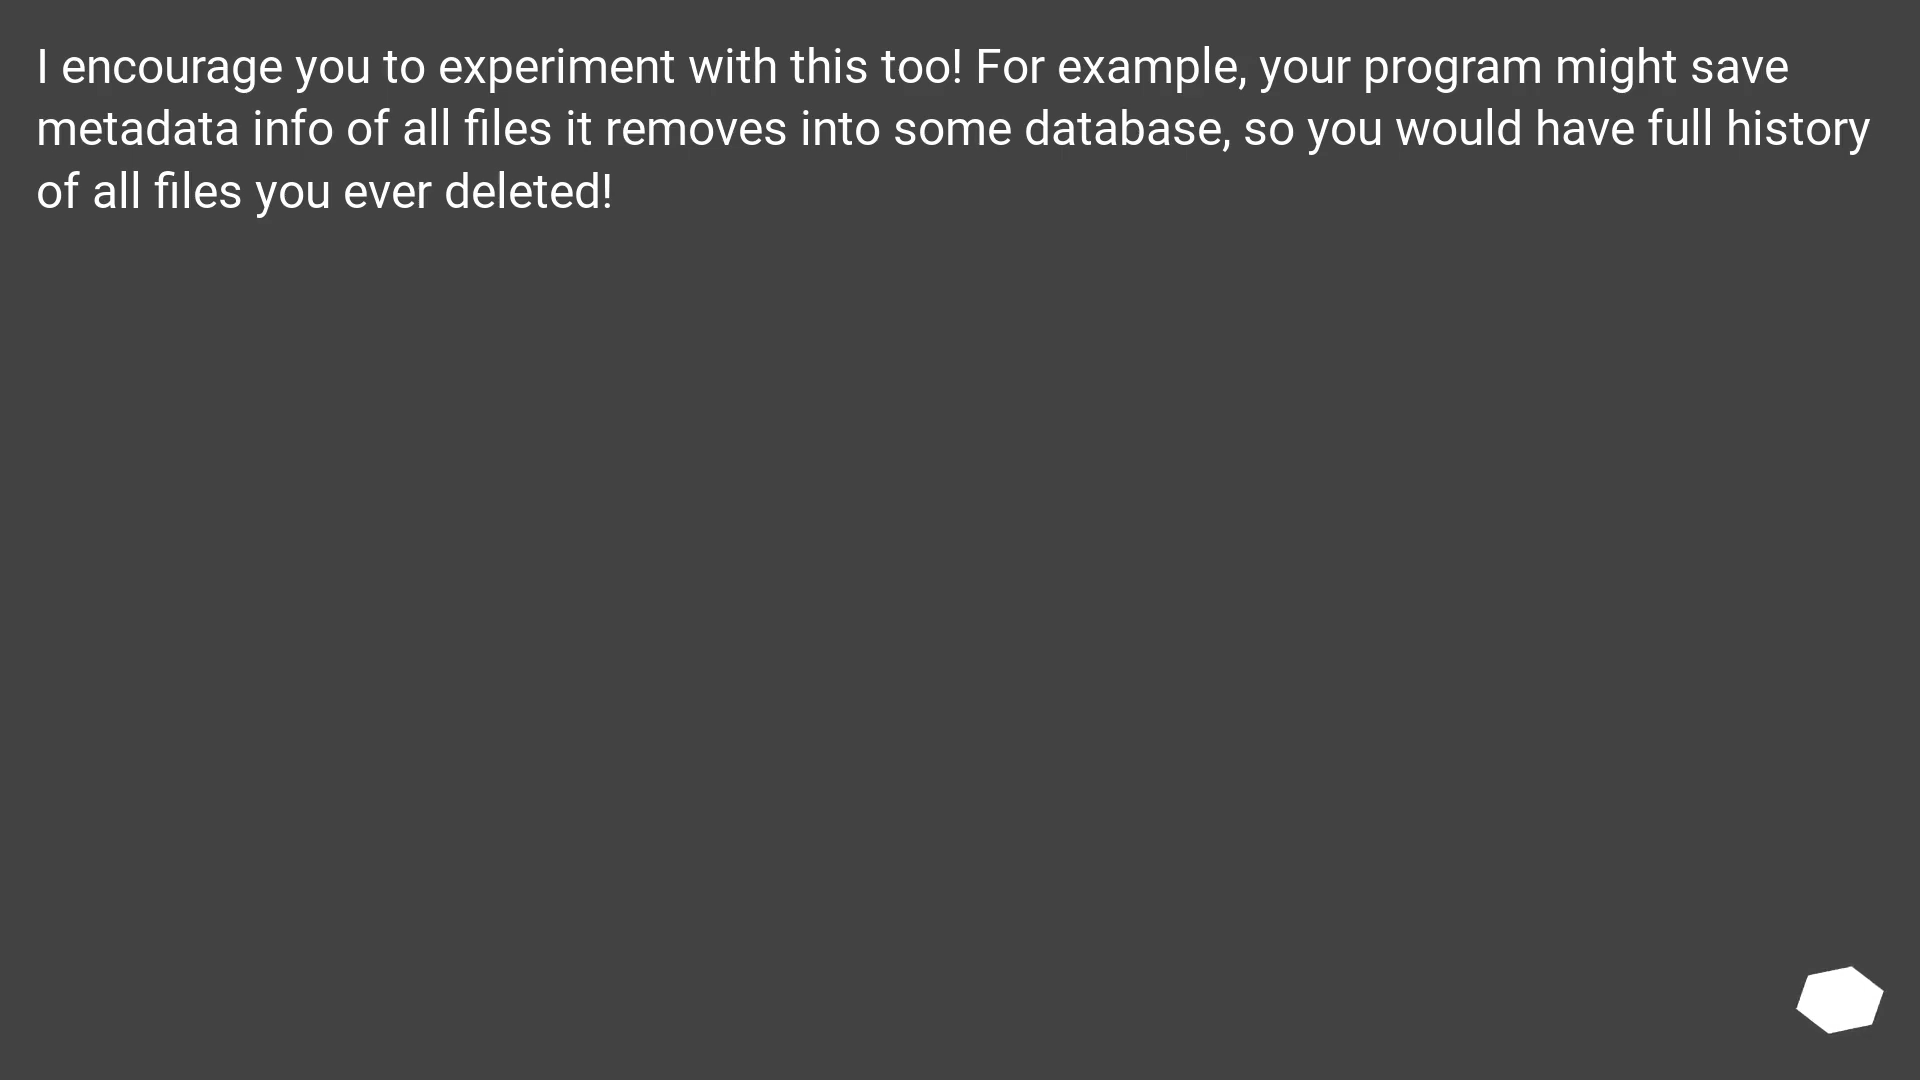 I encourage you to experiment with this too! For example, your program might save
metadata info of all files it removes into some database, so you would have full history
of all files you ever deleted!